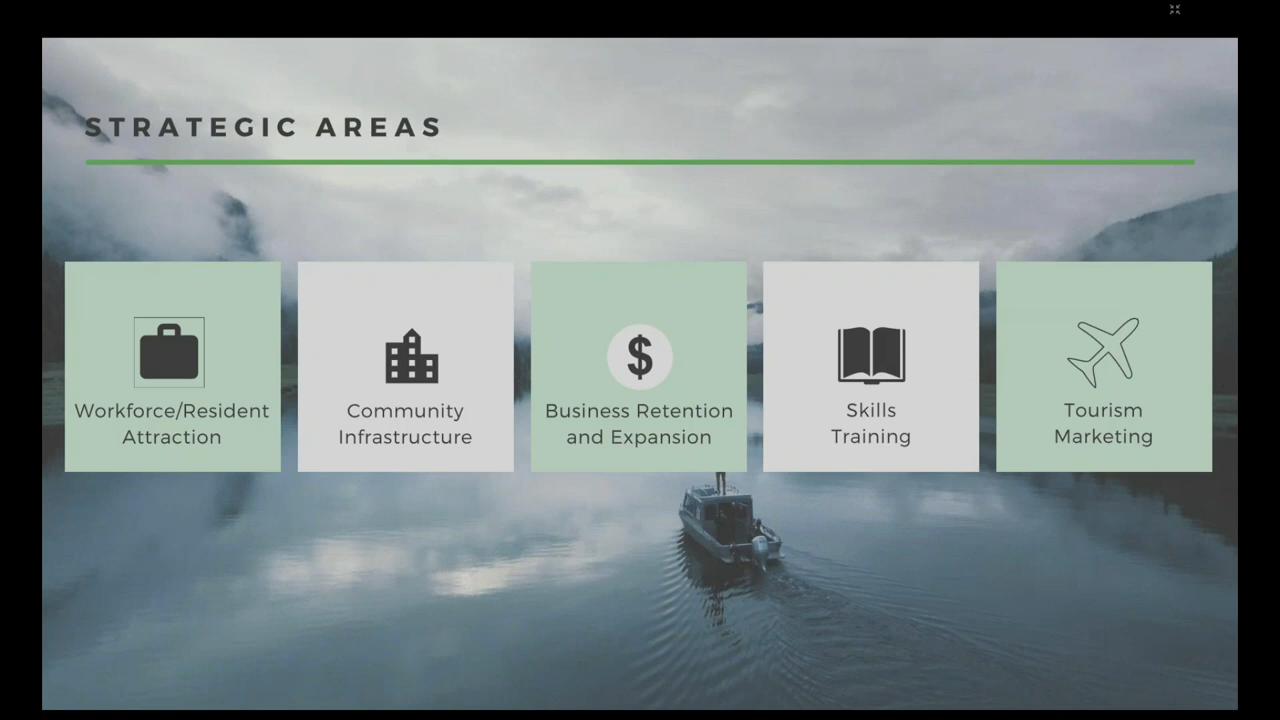 STRATEGIC AREAS
Workforce/Resident
Attraction
Community
Infrastructure
$
Business Retention
and Expansion
Skills
Training
Tourism
Marketing